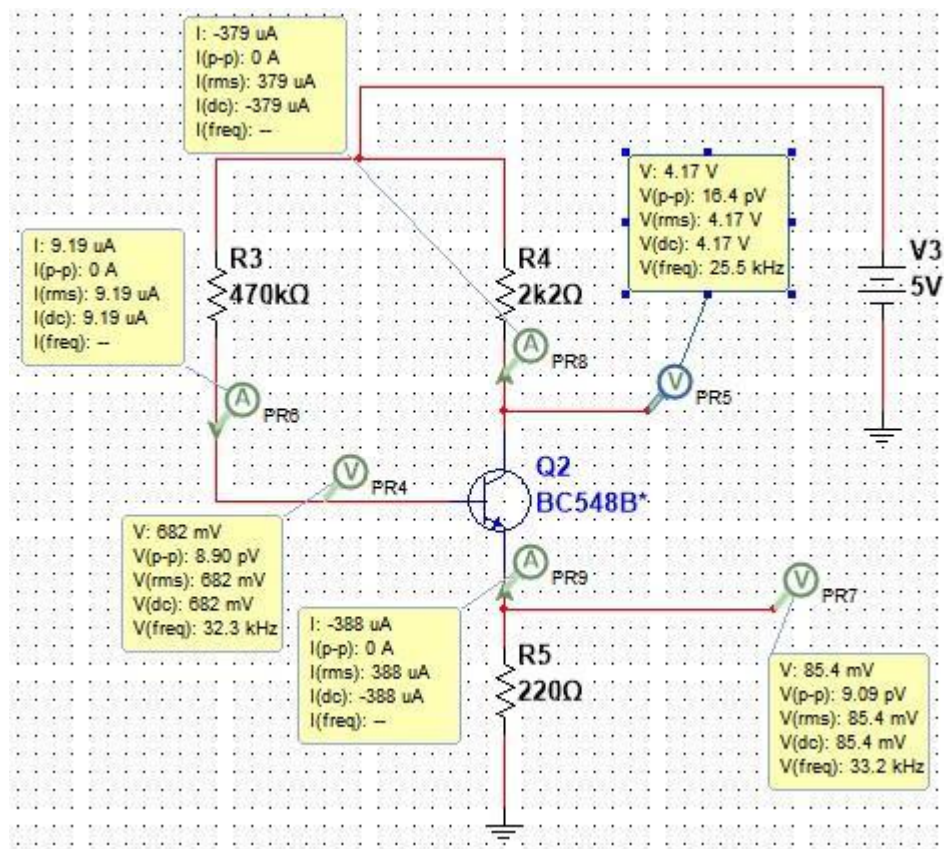 I: -379 uA
I(p-p): 0 A
I(rms): 379 uA
I(dc): -379 uA
I(freq): --
V: 4.17 V
V(p-p): 16.4 pV
V(rms): 4.17 V
V(dc): 4.17 V
V(freq): 25.5 kHz
I: 9.19 uA
I(p-p): 0 A
I(rms): 9.19 uA
I(dc): 9.19 uA
I(freq): --
R3
470kΩ
R4
2k2Ω
V3
5V
A
PR8
V
PR5
A
PR6
V
PR4
Q2
BC548B*
V: 682 mV
V(p-p): 8.90 pV
V(rms): 682 mV
V(dc): 682 mV
V(freq): 32.3 kHz
A
PR9
V
PR7
I: -388 uA
I(p-p): 0 A
I(rms): 388 uA
I(dc): -388 uA
I(freq): --
R5
220Ω
V: 85.4 mV
V(p-p): 9.09 pV
V(rms): 85.4 mV
V(dc): 85.4 mV
V(freq): 33.2 kHz